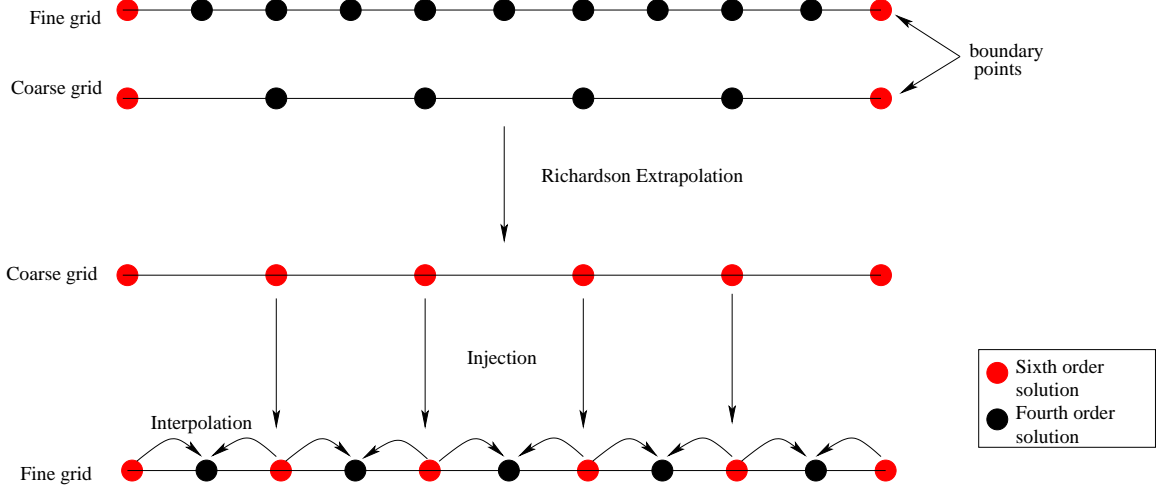 Fine grid
boundary
points
Coarse grid
Richardson Extrapolation
Coarse grid
Injection
Sixth order
solution
Fourth order
solution
Interpolation
Fine grid